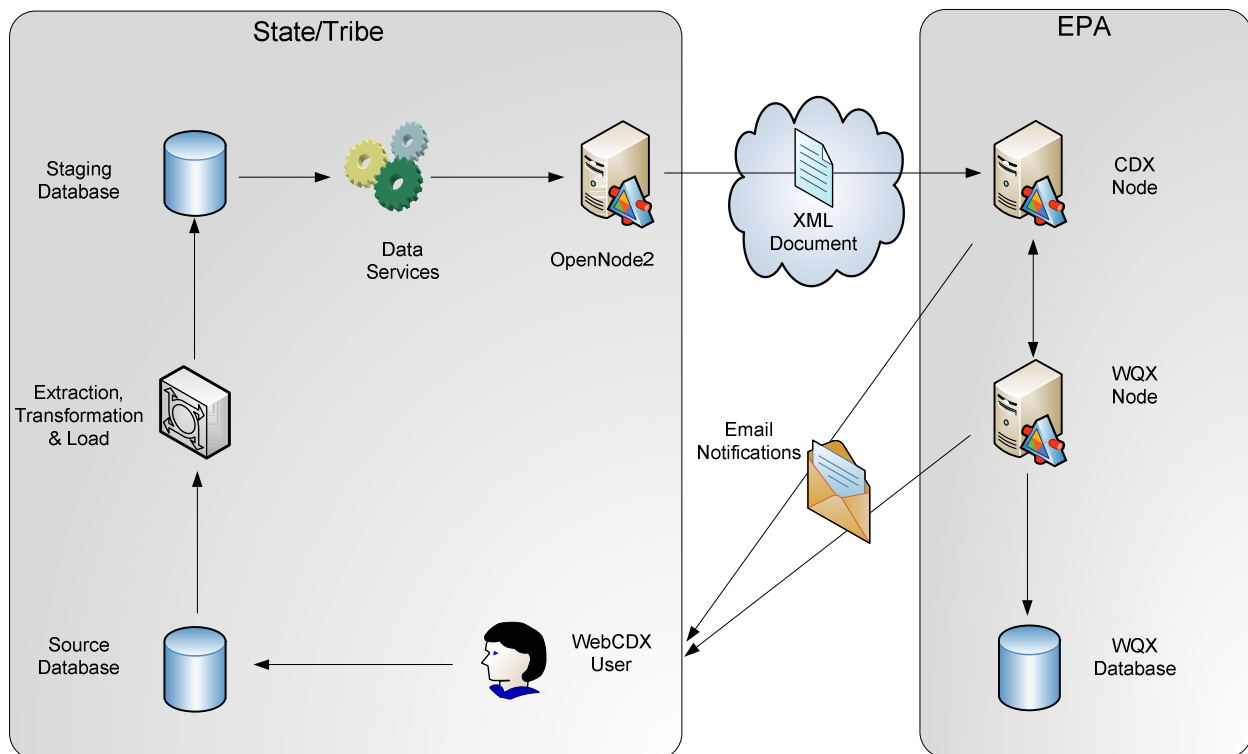 State/Tribe
EPA
Staging
Database
Data
Services
OpenNode2
XML
Document
CDX
Node
Extraction,
Transformation
& Load
Email
Notifications
WQX
Node
Source
Database
WebCDX
User
WQX
Database